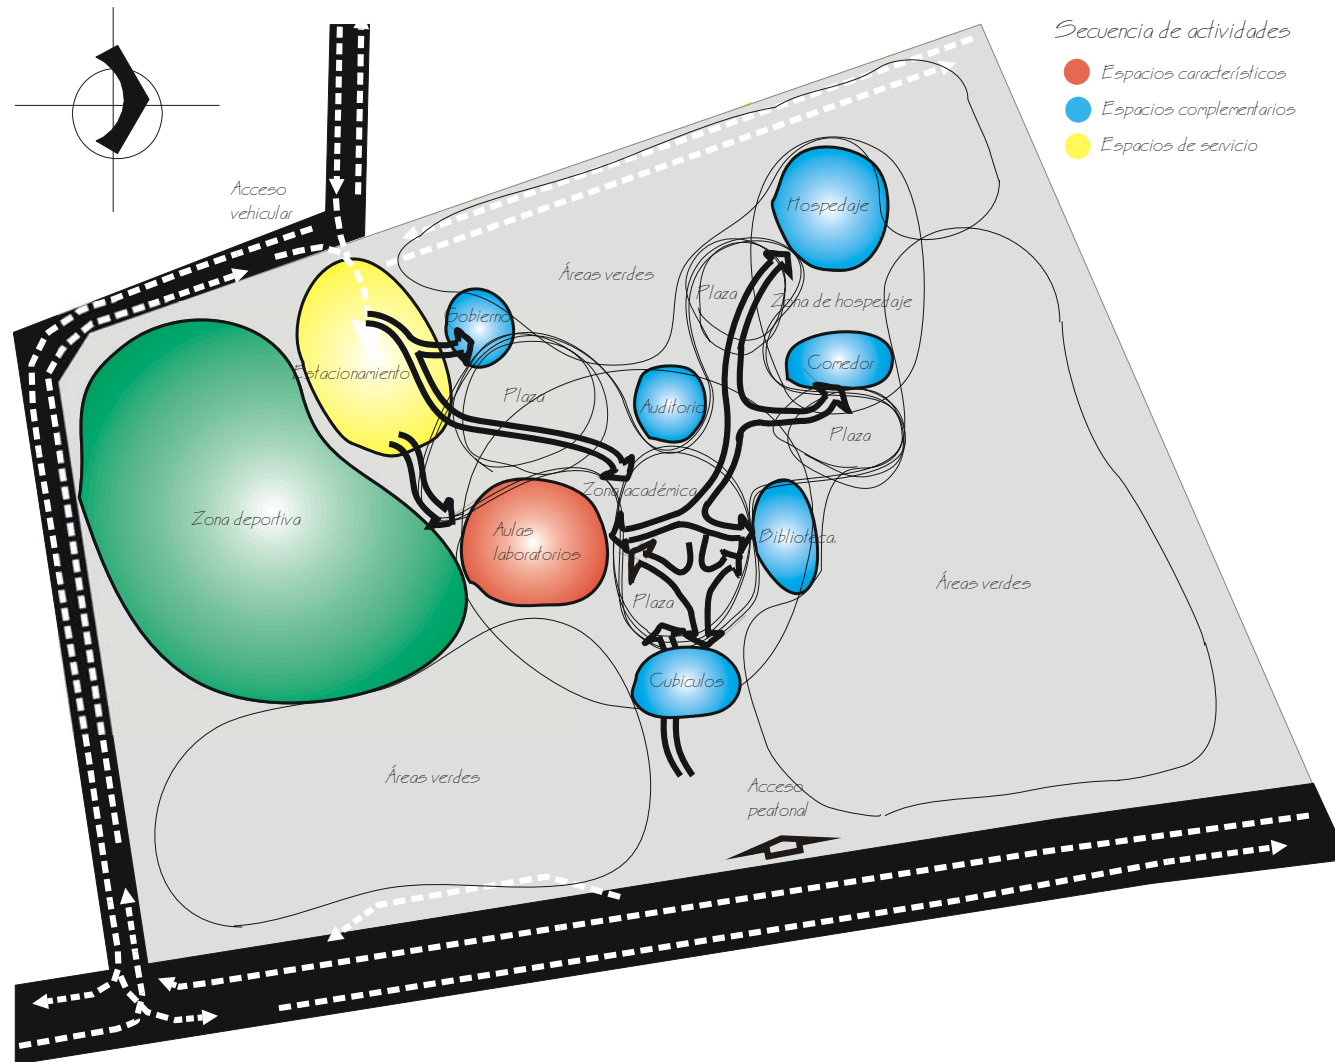 Secuencia de actividades
Espacios característicos
Espacios complementarios
Espacios de servicio
Acceso
vehicular
Hospedaje
Áreas verdes
Plaza
Zona de hospedaje
Gobierno
Estacionamiento
Comedor
Plaza
Auditorio
Plaza
Zona académica
Zona deportiva
Aulas
laboratorios
Biblioteca.
Áreas verdes
Plaza
Cubiculos
Áreas verdes
Acceso
peatonal